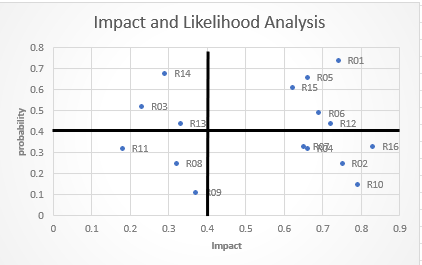 Impact and Likelihood Analysis
0.8
0.7
0.6
0.5
0.4
0.3
0.2
0.1
0
probability
R01
R14
R05
R15
R03
R06
R13
R12
R11
R07
R04
R16
R08
R02
R10
R09
0 0.1 0.2 0.3 0.4 0.5 0.6 0.7 0.8 0.9
Impact